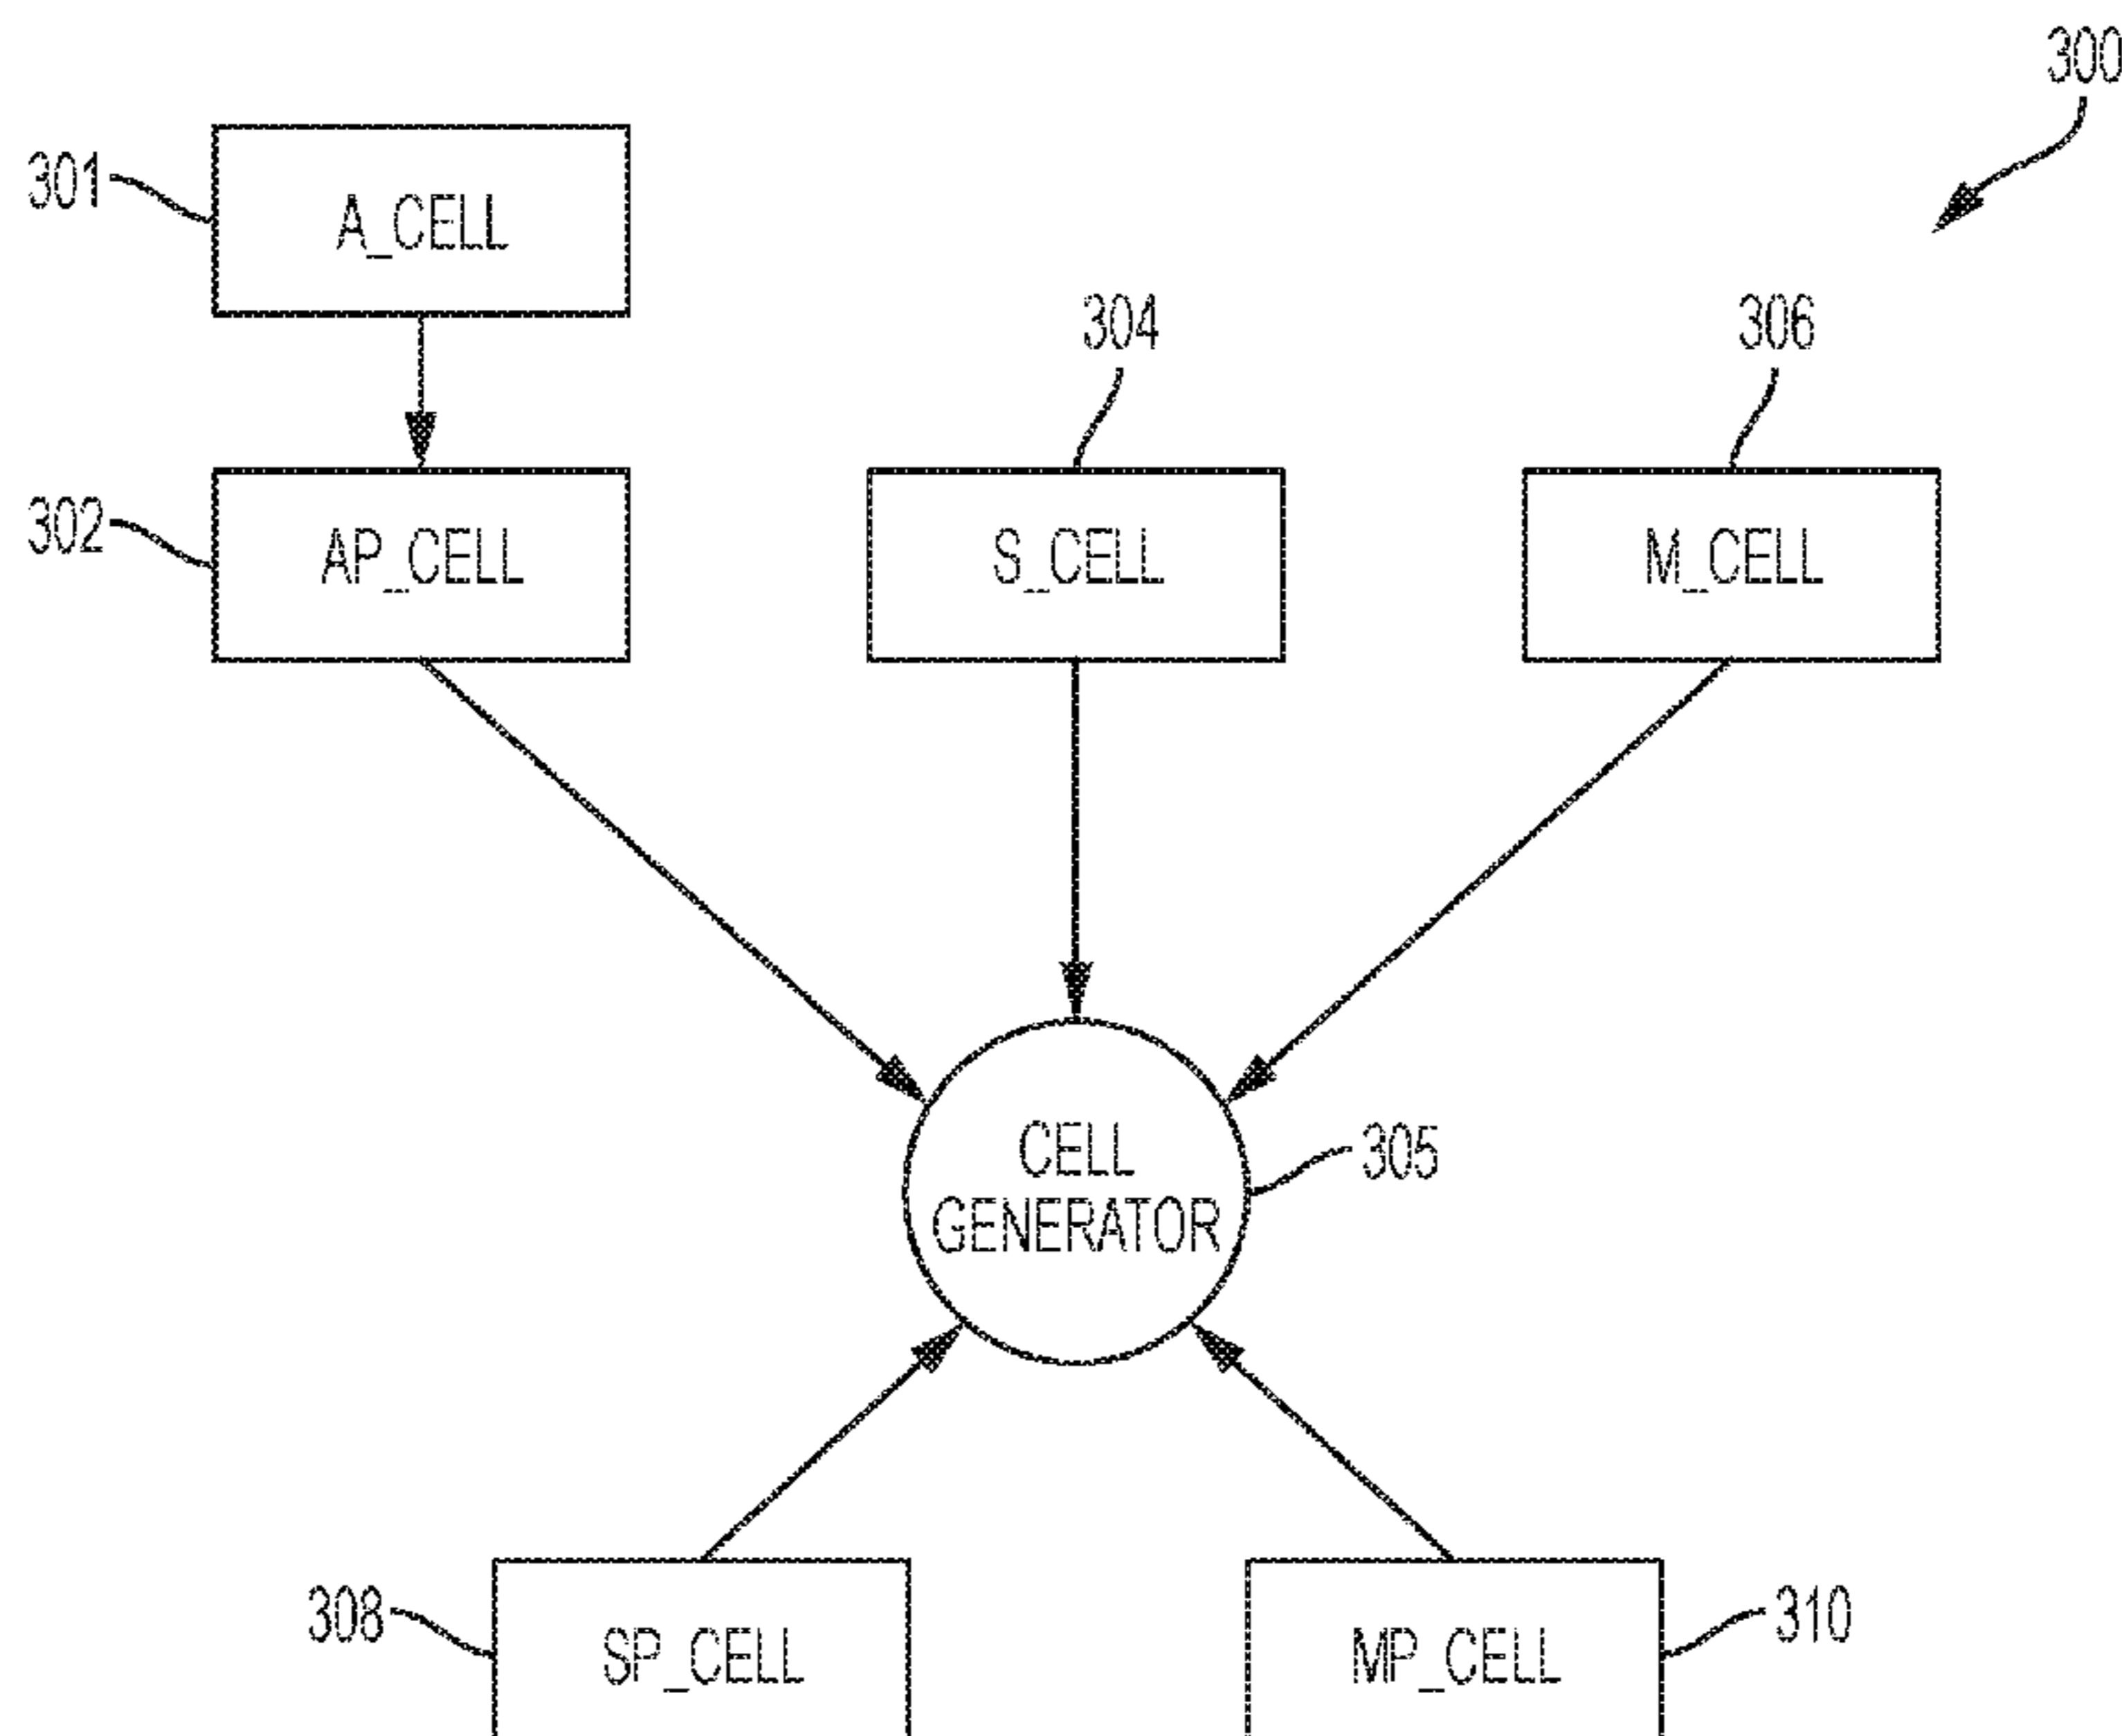 300
301
A_CELL
304
306
302
AP_CELL
S_CELL
M_CELL
CELL
GENERATOR
305
308
SP_CELL
MP_CELL
310